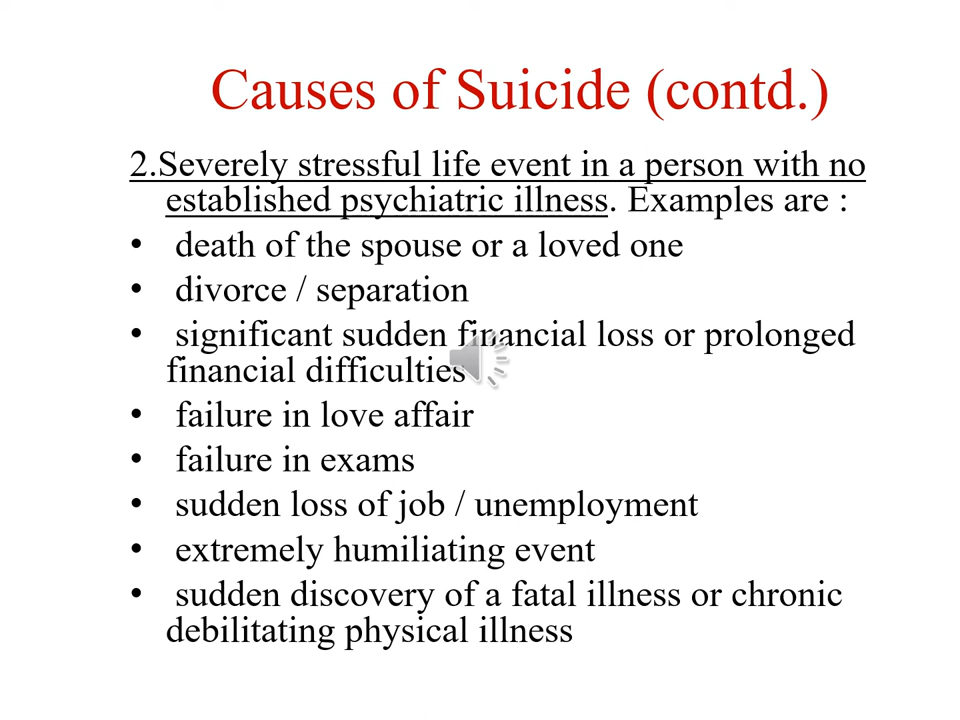 Causes of Suicide (contd.)
2.Severely stressful life event in a person with no
established psychiatric illness. Examples are :
• death of the spouse or a loved one
• divorce / separation
• significant sudden financial loss or prolonged
financial difficulties
• failure in love affair
• failure in exams
• sudden loss of job / unemployment
• extremely humiliating event
• sudden discovery of a fatal illness or chronic
debilitating physical illness